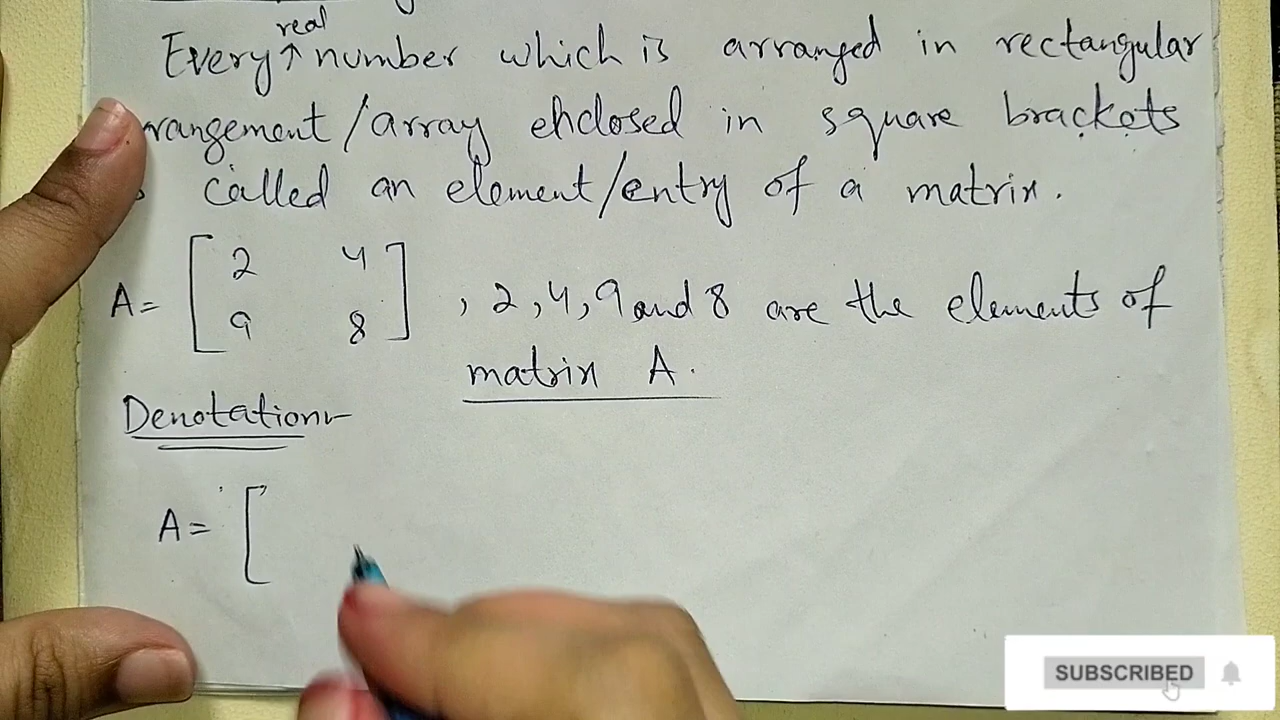 real
Every ↑ number which is arranged in rectangular
rangement/array enclosed in square brackets
called an element/entry of a matrix.
A = [ 2 4
9 8 ] , 2, 4, 9 and 8 are the elements of
matrix A.
Denotation:-
A = [
SUBSCRIBED